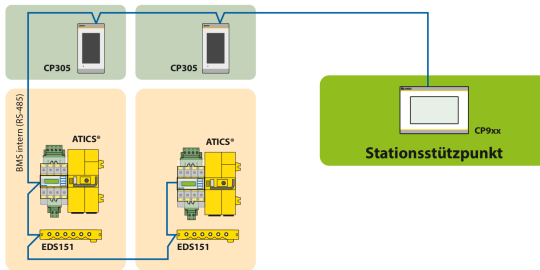 CP305
CP305
CP9xx
Stationsstützpunkt
BMS intern (RS-485)
ATICS®
ATICS®
EDS151
EDS151